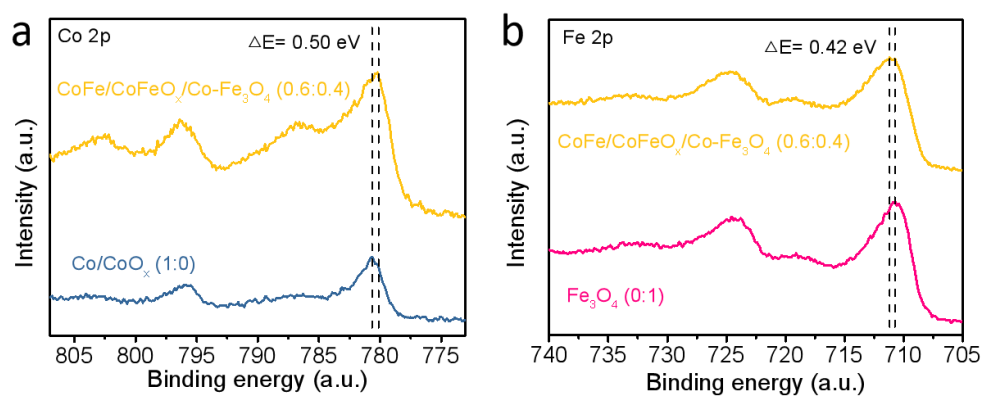 a
Co 2p
△E= 0.50 eV
CoFe/CoFeOₓ/Co-Fe₃O₄ (0.6:0.4)
Co/CoOₓ (1:0)
Intensity (a.u.)
805 800 795 790 785 780 775
Binding energy (a.u.)
b
Fe 2p
△E= 0.42 eV
CoFe/CoFeOₓ/Co-Fe₃O₄ (0.6:0.4)
Fe₃O₄ (0:1)
Intensity (a.u.)
740 735 730 725 720 715 710 705
Binding energy (a.u.)